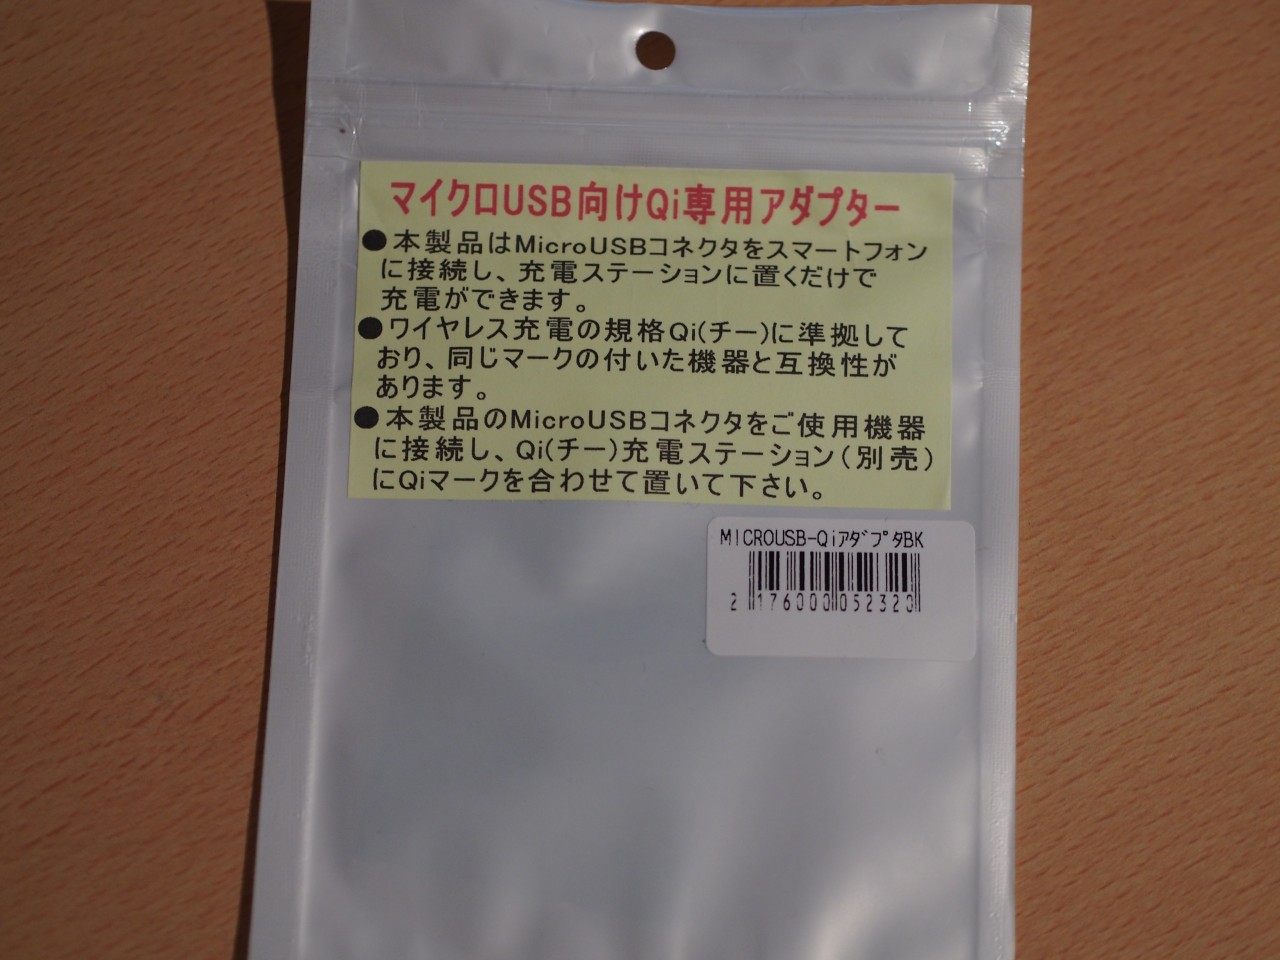 マイクロUSB向けQi専用アダプター
●本製品はMicroUSBコネクタをスマートフォン
に接続し、充電ステーションに置くだけで
充電ができます。
●ワイヤレス充電の規格Qi(チー)に準拠して
おり、同じマークの付いた機器と互換性が
あります。
●本製品のMicroUSBコネクタをご使用機器
に接続し、Qi(チー)充電ステーション(別売)
にQiマークを合わせて置いて下さい。
MICROUSB-QiアダプタBK
2 176000 052320